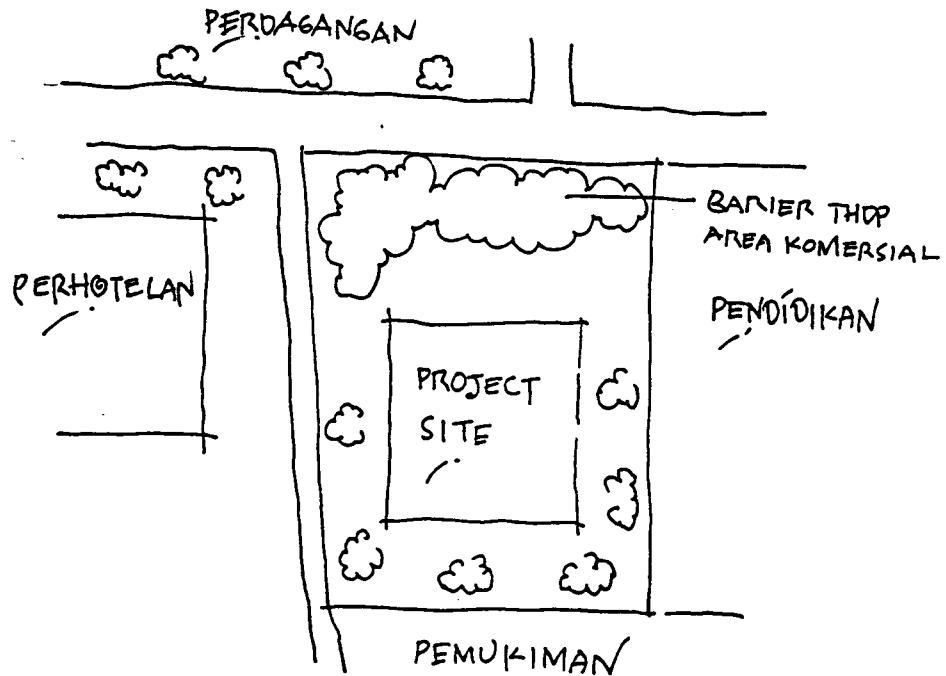 PERDAGANGAN
BARIER THDP
AREA KOMERSIAL
PERHOTELAN
PENDIDIKAN
PROJECT
SITE
PEMUKIMAN